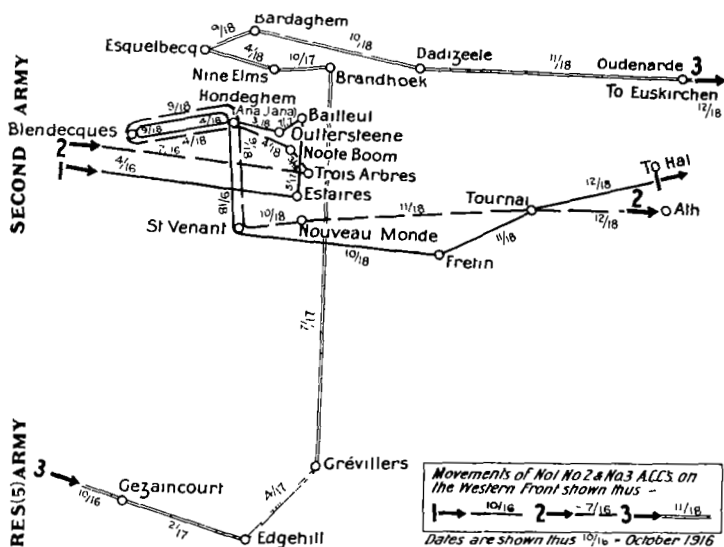 SECOND ARMY
RES(5) ARMY
Bardaghem
9/18
10/18
Esquelbecq
4/18
10/17
Dadizeele
11/18
Oudenarde 3
Nine Elms
Brandhoek
To Euskirchen
12/18
Hondeghem
(Ana Jana)
9/18
Bailleul
Blendecques
9/18
4/18
3/18
7/17
Outtersteene
4/18
4/18
Noote Boom
2
7/16
Trois Arbres
1
4/16
Estaires
To Hal
12/18
Tournai
2
Ath
12/18
9/18
St Venant
10/18
11/18
Nouveau Monde
11/18
10/18
Fretin
7/17
Grévillers
3
10/16
Gezaincourt
2/17
4/17
Edgehill
Movements of No1 No2 & No3 A.C.C's. on
the Western Front shown thus -
1 10/16 2 7/16 3 11/18
Dates are shown thus 10/16 = October 1916